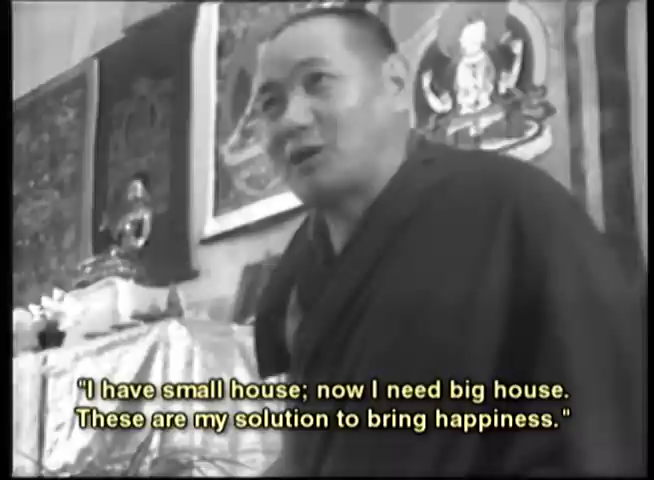 "I have small house; now I need big house.
These are my solution to bring happiness."